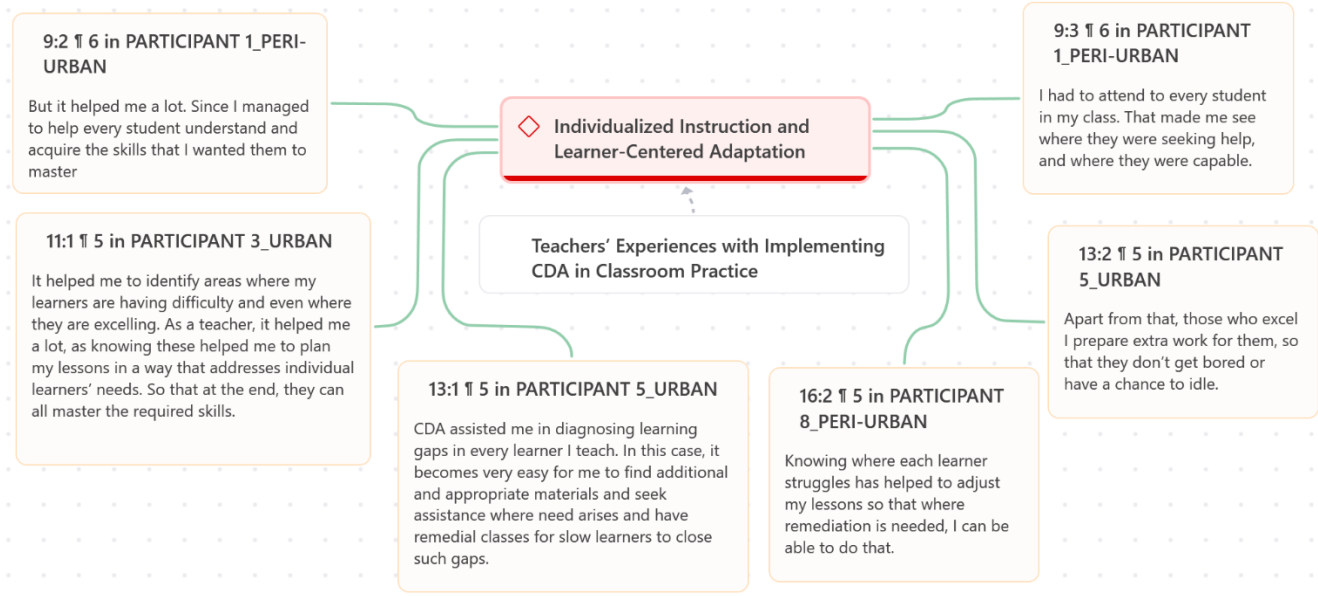 9:2 ¶ 6 in PARTICIPANT 1_PERI-
URBAN
But it helped me a lot. Since I managed
to help every student understand and
acquire the skills that I wanted them to
master
11:1 ¶ 5 in PARTICIPANT 3_URBAN
It helped me to identify areas where my
learners are having difficulty and even where
they are excelling. As a teacher, it helped me
a lot, as knowing these helped me to plan
my lessons in a way that addresses individual
learners’ needs. So that at the end, they can
all master the required skills.
Individualized Instruction and
Learner-Centered Adaptation
Teachers’ Experiences with Implementing
CDA in Classroom Practice
13:1 ¶ 5 in PARTICIPANT 5_URBAN
CDA assisted me in diagnosing learning
gaps in every learner I teach. In this case, it
becomes very easy for me to find additional
and appropriate materials and seek
assistance where need arises and have
remedial classes for slow learners to close
such gaps.
16:2 ¶ 5 in PARTICIPANT
8_PERI-URBAN
Knowing where each learner
struggles has helped to adjust
my lessons so that where
remediation is needed, I can be
able to do that.
9:3 ¶ 6 in PARTICIPANT
1_PERI-URBAN
I had to attend to every student
in my class. That made me see
where they were seeking help,
and where they were capable.
13:2 ¶ 5 in PARTICIPANT
5_URBAN
Apart from that, those who excel
I prepare extra work for them, so
that they don’t get bored or
have a chance to idle.